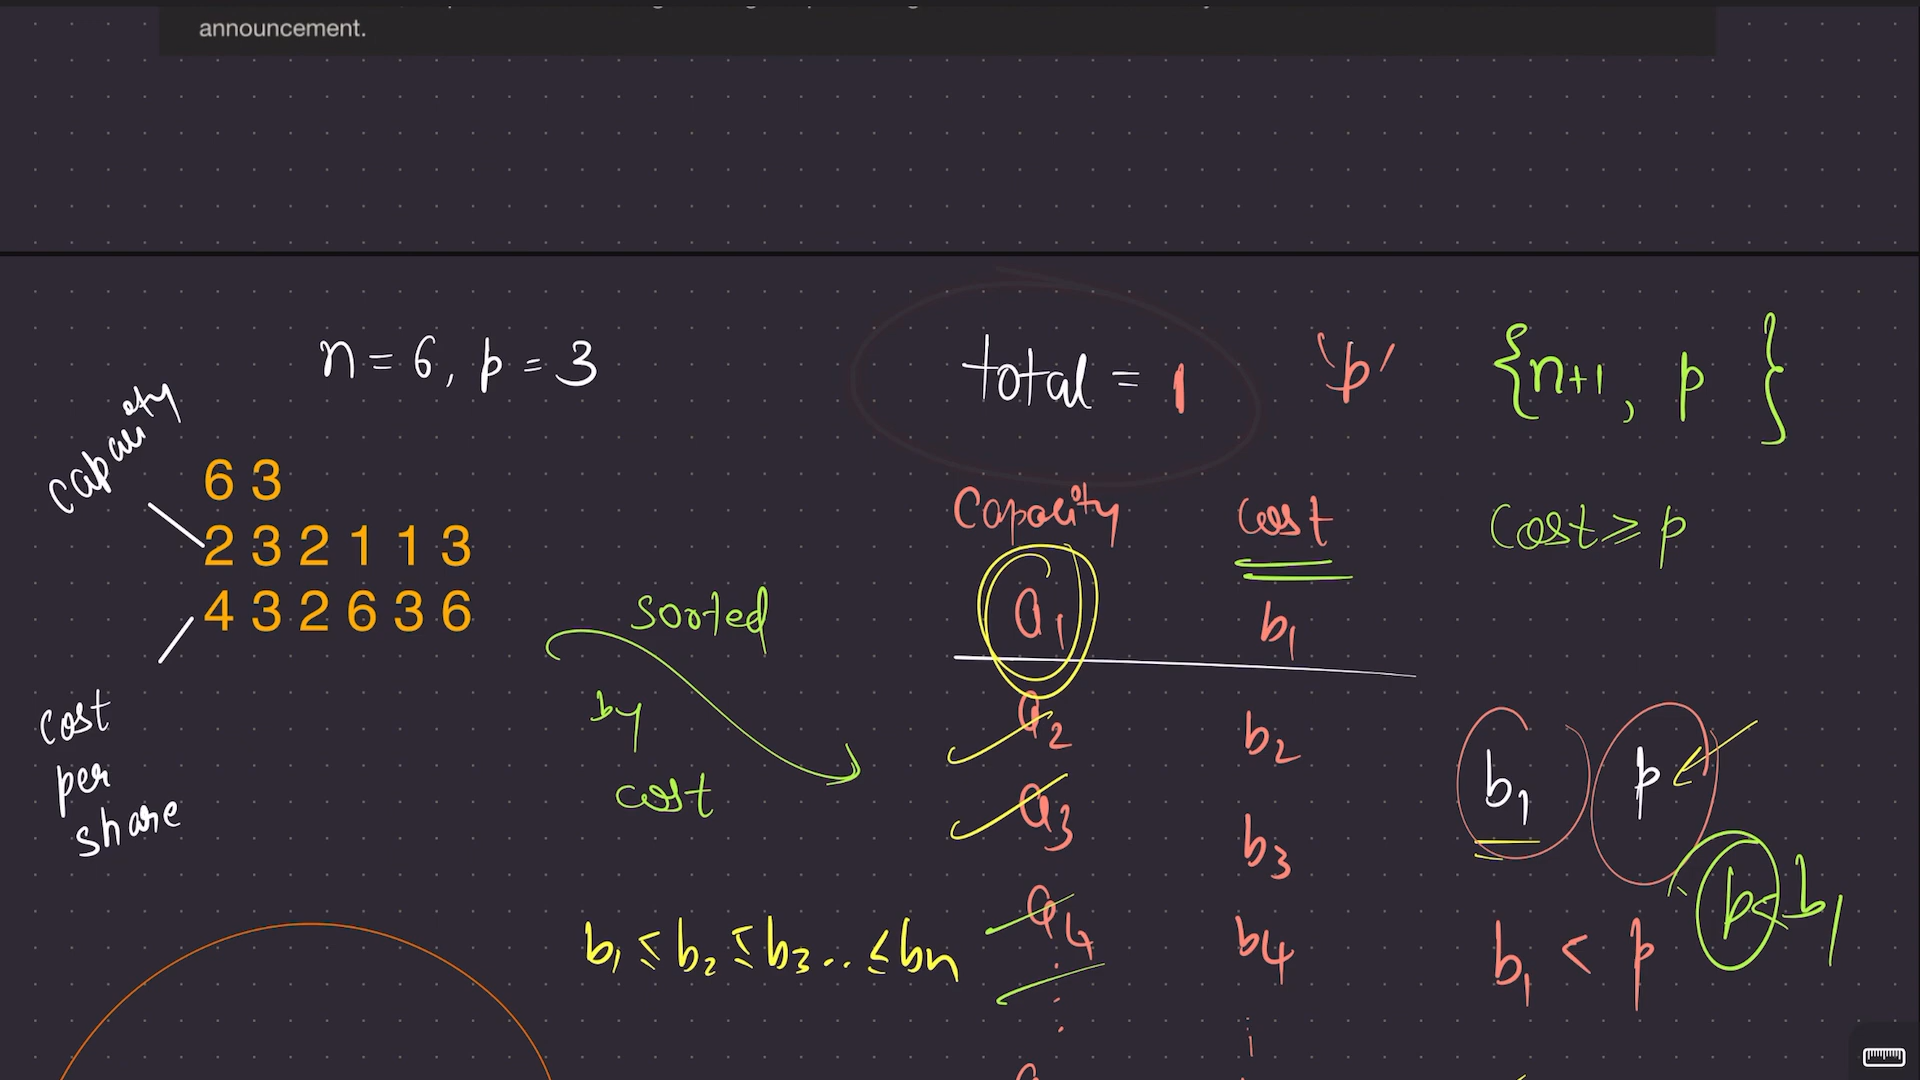 announcement.
n = 6, p = 3
total = 1
'p'
{n+1, p}
capacity
6 3
2 3 2 1 1 3
4 3 2 6 3 6
cost
per
share
sorted
by
cost
Capacity
cost
cost ≥ p
a1
b1
a2
b2
a3
b3
a4
b4
b1
p
p < b1
b1 ≤ b2 ≤ b3 .. ≤ bn
b1 < p